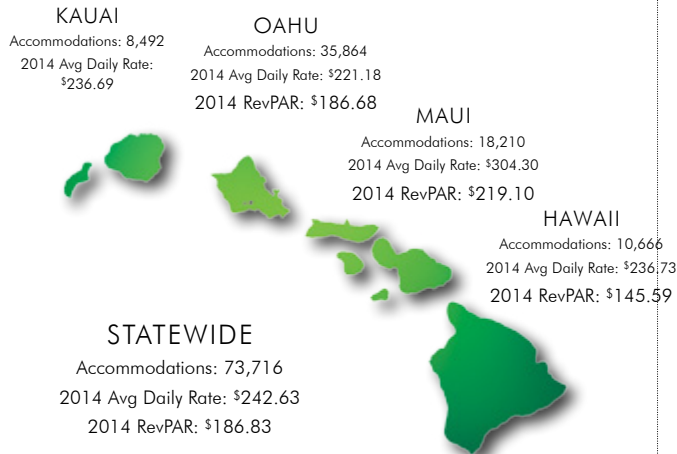 KAUAI
Accommodations: 8,492
2014 Avg Daily Rate:
$236.69
OAHU
Accommodations: 35,864
2014 Avg Daily Rate: $221.18
2014 RevPAR: $186.68
MAUI
Accommodations: 18,210
2014 Avg Daily Rate: $304.30
2014 RevPAR: $219.10
HAWAII
Accommodations: 10,666
2014 Avg Daily Rate: $236.73
2014 RevPAR: $145.59
STATEWIDE
Accommodations: 73,716
2014 Avg Daily Rate: $242.63
2014 RevPAR: $186.83